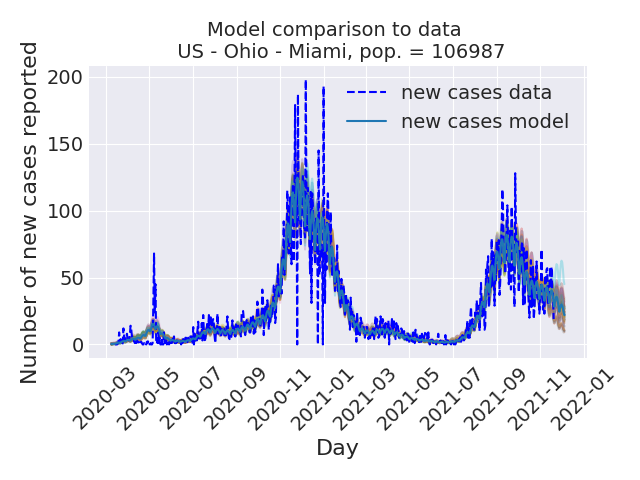 Model comparison to data
US - Ohio - Miami, pop. = 106987
new cases data
new cases model
Number of new cases reported
200
150
100
50
0
2020-03
2020-05
2020-07
2020-09
2020-11
2021-01
2021-03
2021-05
2021-07
2021-09
2021-11
2022-01
Day